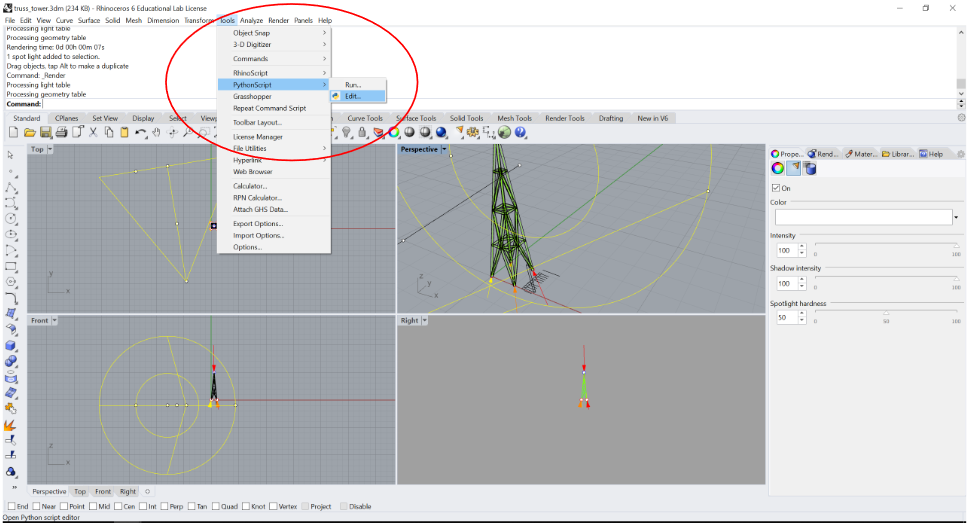 truss_tower.3dm (234 KB) - Rhinoceros 6 Educational Lab License
File Edit View Curve Surface Solid Mesh Dimension Transform Tools Analyze Render Panels Help
Processing light table
Processing geometry table
Rendering time: 0d 00h 00m 07s
1 spot light added to selection.
Drag objects, tap Alt to make a duplicate
Command: _Render
Processing light table
Processing geometry table
Command:
Object Snap
3-D Digitizer
Commands
RhinoScript
PythonScript
Grasshopper
Repeat Command Script
Toolbar Layout...
License Manager
File Utilities
Hyperlink
Web Browser
Calculator...
RPN Calculator...
Attach GHS Data...
Export Options...
Import Options...
Options...
Run...
Edit...
Standard CPlanes Set View Display Select Curve Tools Surface Tools Solid Tools Mesh Tools Render Tools Drafting New in V6
Top
y
x
Perspective
z
y
x
Front
z
x
Right
Prope... Rend... Mater... Librar... Help
On
Color
Intensity
100 0 100
Shadow intensity
100 0 100
Spotlight hardness
50 0 50 100
Perspective Top Front Right
End Near Point Mid Cen Int Perp Tan Quad Knot Vertex Project Disable
Open Python script editor